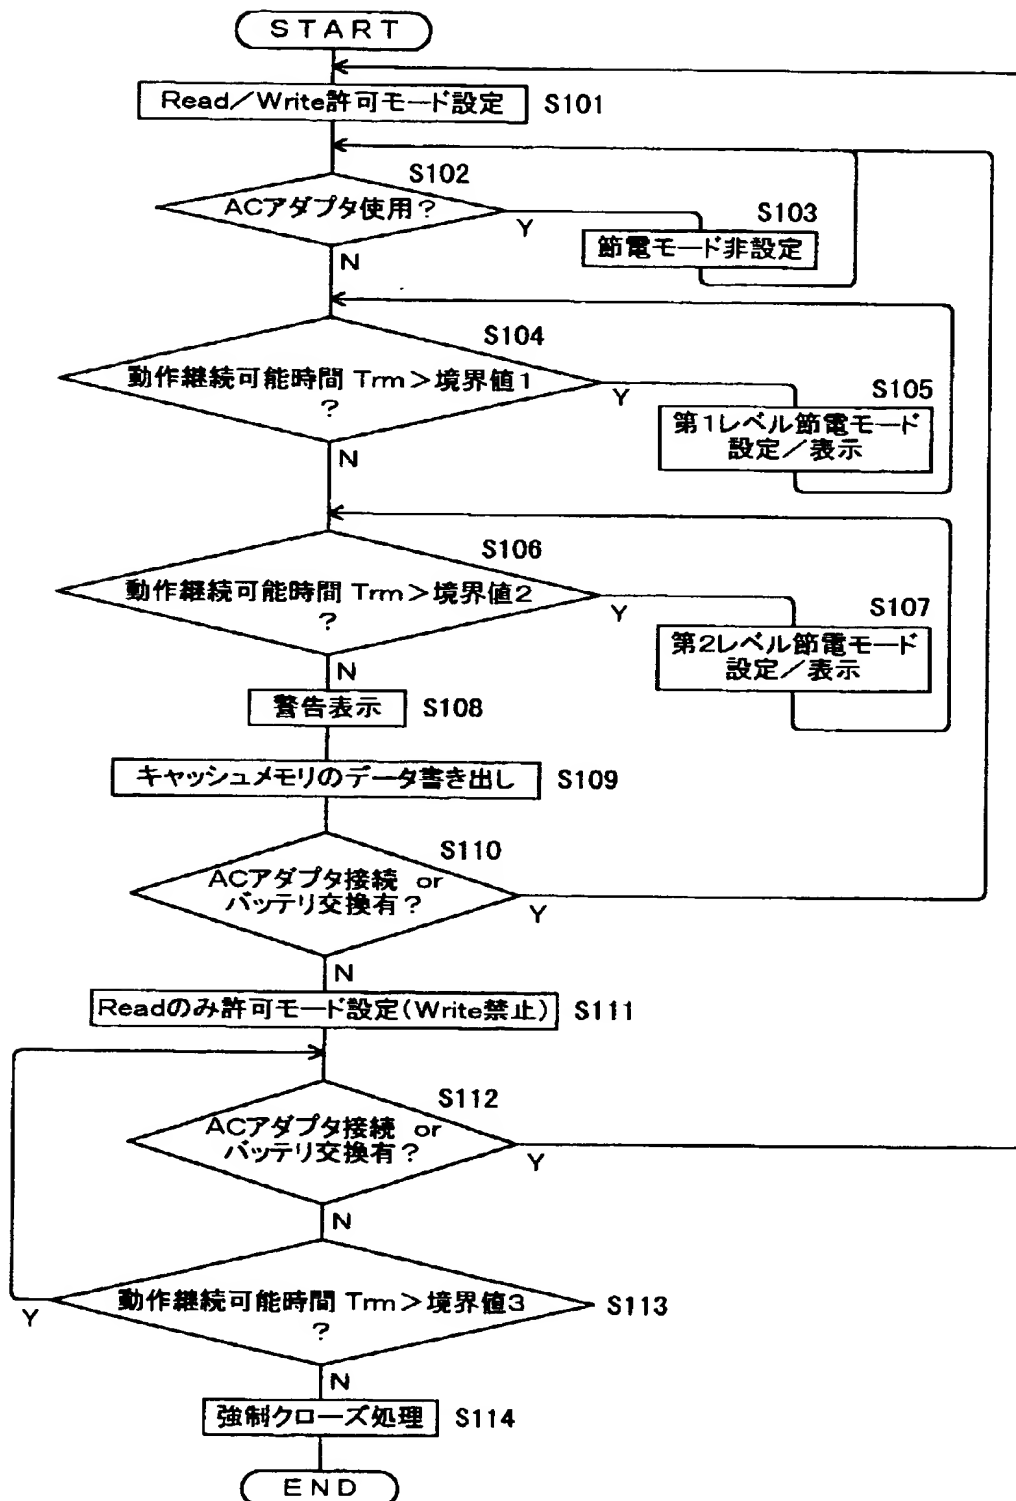 START
Read／Write許可モード設定 S101
S102
ACアダプタ使用？
Y
S103
節電モード非設定
N
S104
動作継続可能時間 Trm＞境界値1
？
Y
S105
第1レベル節電モード
設定／表示
N
S106
動作継続可能時間 Trm＞境界値2
？
Y
S107
第2レベル節電モード
設定／表示
N
警告表示 S108
キャッシュメモリのデータ書き出し S109
S110
ACアダプタ接続 or
バッテリ交換有？
Y
N
Readのみ許可モード設定(Write禁止) S111
S112
ACアダプタ接続 or
バッテリ交換有？
Y
N
動作継続可能時間 Trm＞境界値3
？
S113
Y
N
強制クローズ処理 S114
END